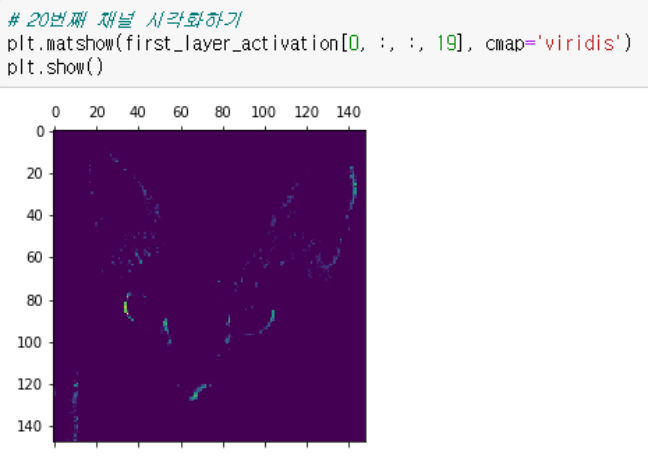 # 20번째 채널 시각화하기
plt.matshow(first_layer_activation[0, :, :, 19], cmap='viridis')
plt.show()
0 20 40 60 80 100 120 140
0
20
40
60
80
100
120
140